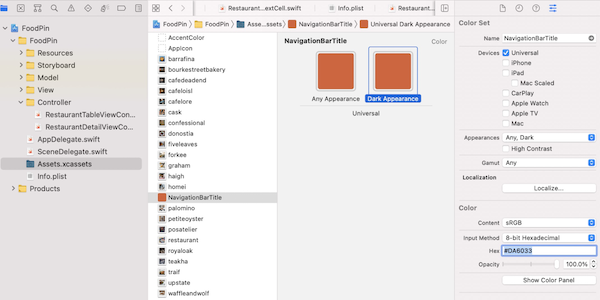 Restaurant...extCell.swift
Info.plist
Restaurant...
FoodPin
FoodPin
Asse...ssets
NavigationBarTitle
Universal Dark Appearance
FoodPin
FoodPin
Resources
Storyboard
Model
View
Controller
RestaurantTableViewCon...
RestaurantDetailViewCo...
AppDelegate.swift
SceneDelegate.swift
Assets.xcassets
Info.plist
Products
AccentColor
AppIcon
barrafina
bourkestreetbakery
cafedeadend
cafeloisl
cafelore
cask
confessional
donostia
fiveleaves
forkee
graham
haigh
homei
NavigationBarTitle
palomino
petiteoyster
posatelier
restaurant
royaloak
teakha
traif
upstate
waffleandwolf
NavigationBarTitle
Color
Any Appearance
Dark Appearance
Universal
Color Set
Name NavigationBarTitle
Devices Universal
iPhone
iPad
Mac Scaled
CarPlay
Apple Watch
Apple TV
Mac
Appearances Any, Dark
High Contrast
Gamut Any
Localization
Localize...
Color
Content sRGB
Input Method 8-bit Hexadecimal
Hex #DA6033
Opacity 100.0%
Show Color Panel